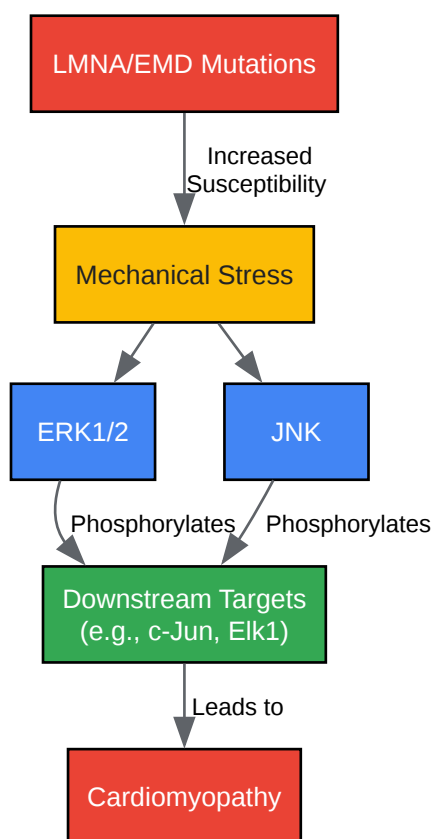 LMNA/EMD Mutations
Increased
Susceptibility
Mechanical Stress
ERK1/2
JNK
Phosphorylates
Phosphorylates
Downstream Targets
(e.g., c-Jun, Elk1)
Leads to
Cardiomyopathy